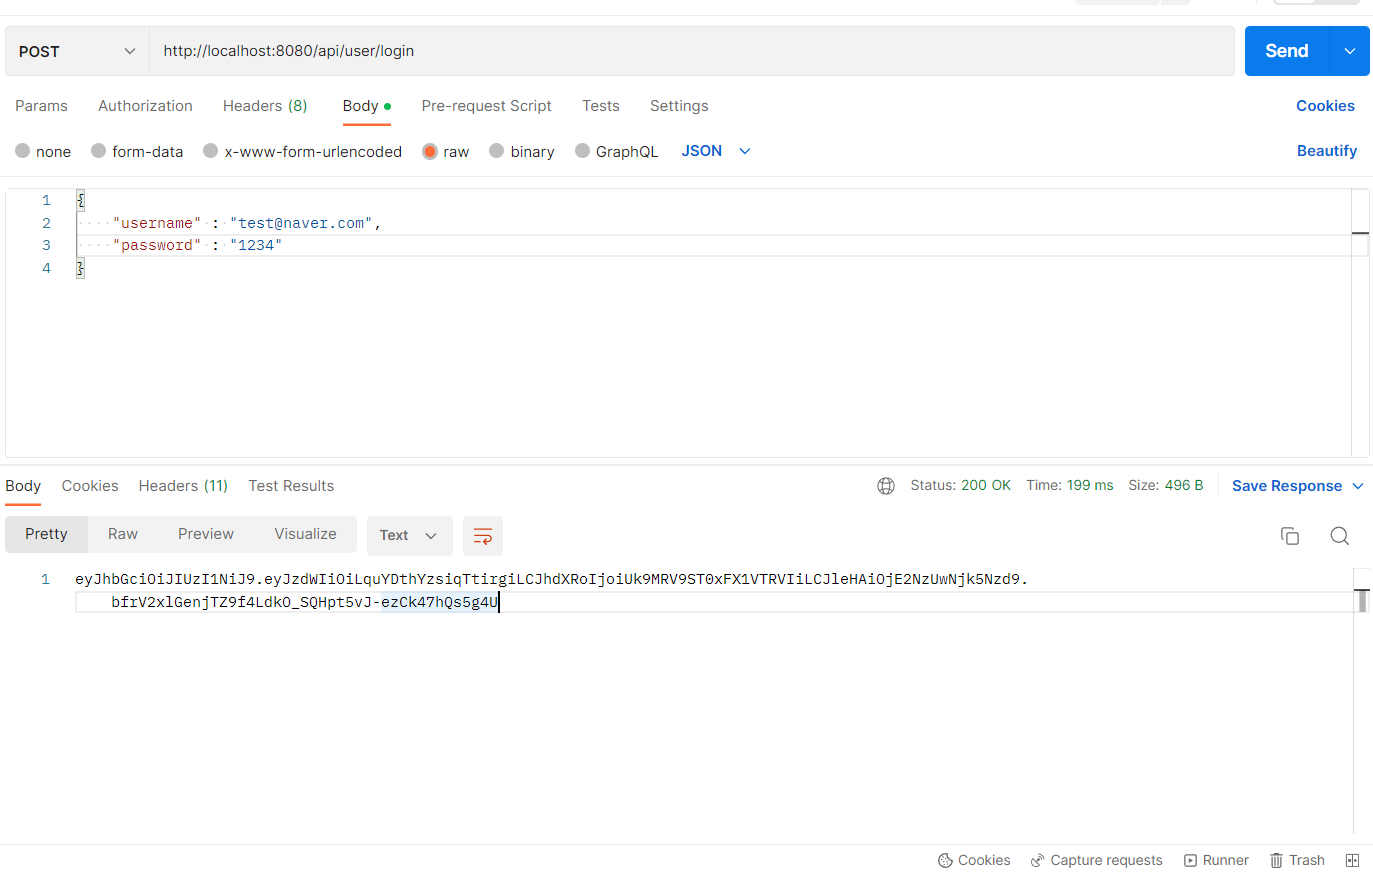 POST http://localhost:8080/api/user/login Send
Params Authorization Headers (8) Body Pre-request Script Tests Settings Cookies
none form-data x-www-form-urlencoded raw binary GraphQL JSON Beautify
1 {
2 "username" : "test@naver.com",
3 "password" : "1234"
4 }
Body Cookies Headers (11) Test Results Status: 200 OK Time: 199 ms Size: 496 B Save Response
Pretty Raw Preview Visualize Text
1 eyJhbGciOiJIUzI1NiJ9.eyJzdWIiOiLquYDthYzsiqTtirgiLCJhdXRoIjoiUk9MRV9ST0xFX1VTRVIiLCJleHAiOjE2NzUwNjk5Nzd9.
bfrV2xlGenjTZ9f4LdkO_SQHpt5vJ-ezCk47hQs5g4U
Cookies Capture requests Runner Trash